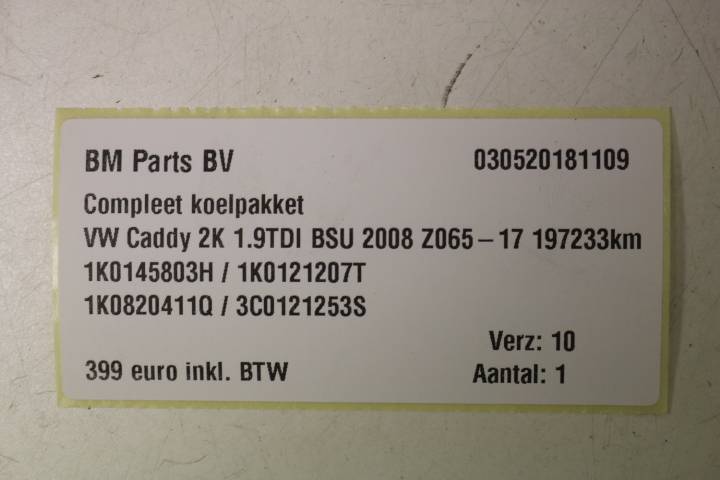 BM Parts BV 030520181109
Compleet koelpakket
VW Caddy 2K 1.9TDI BSU 2008 Z065-17 197233km
1K0145803H / 1K0121207T
1K0820411Q / 3C0121253S
Verz: 10
399 euro inkl. BTW Aantal: 1